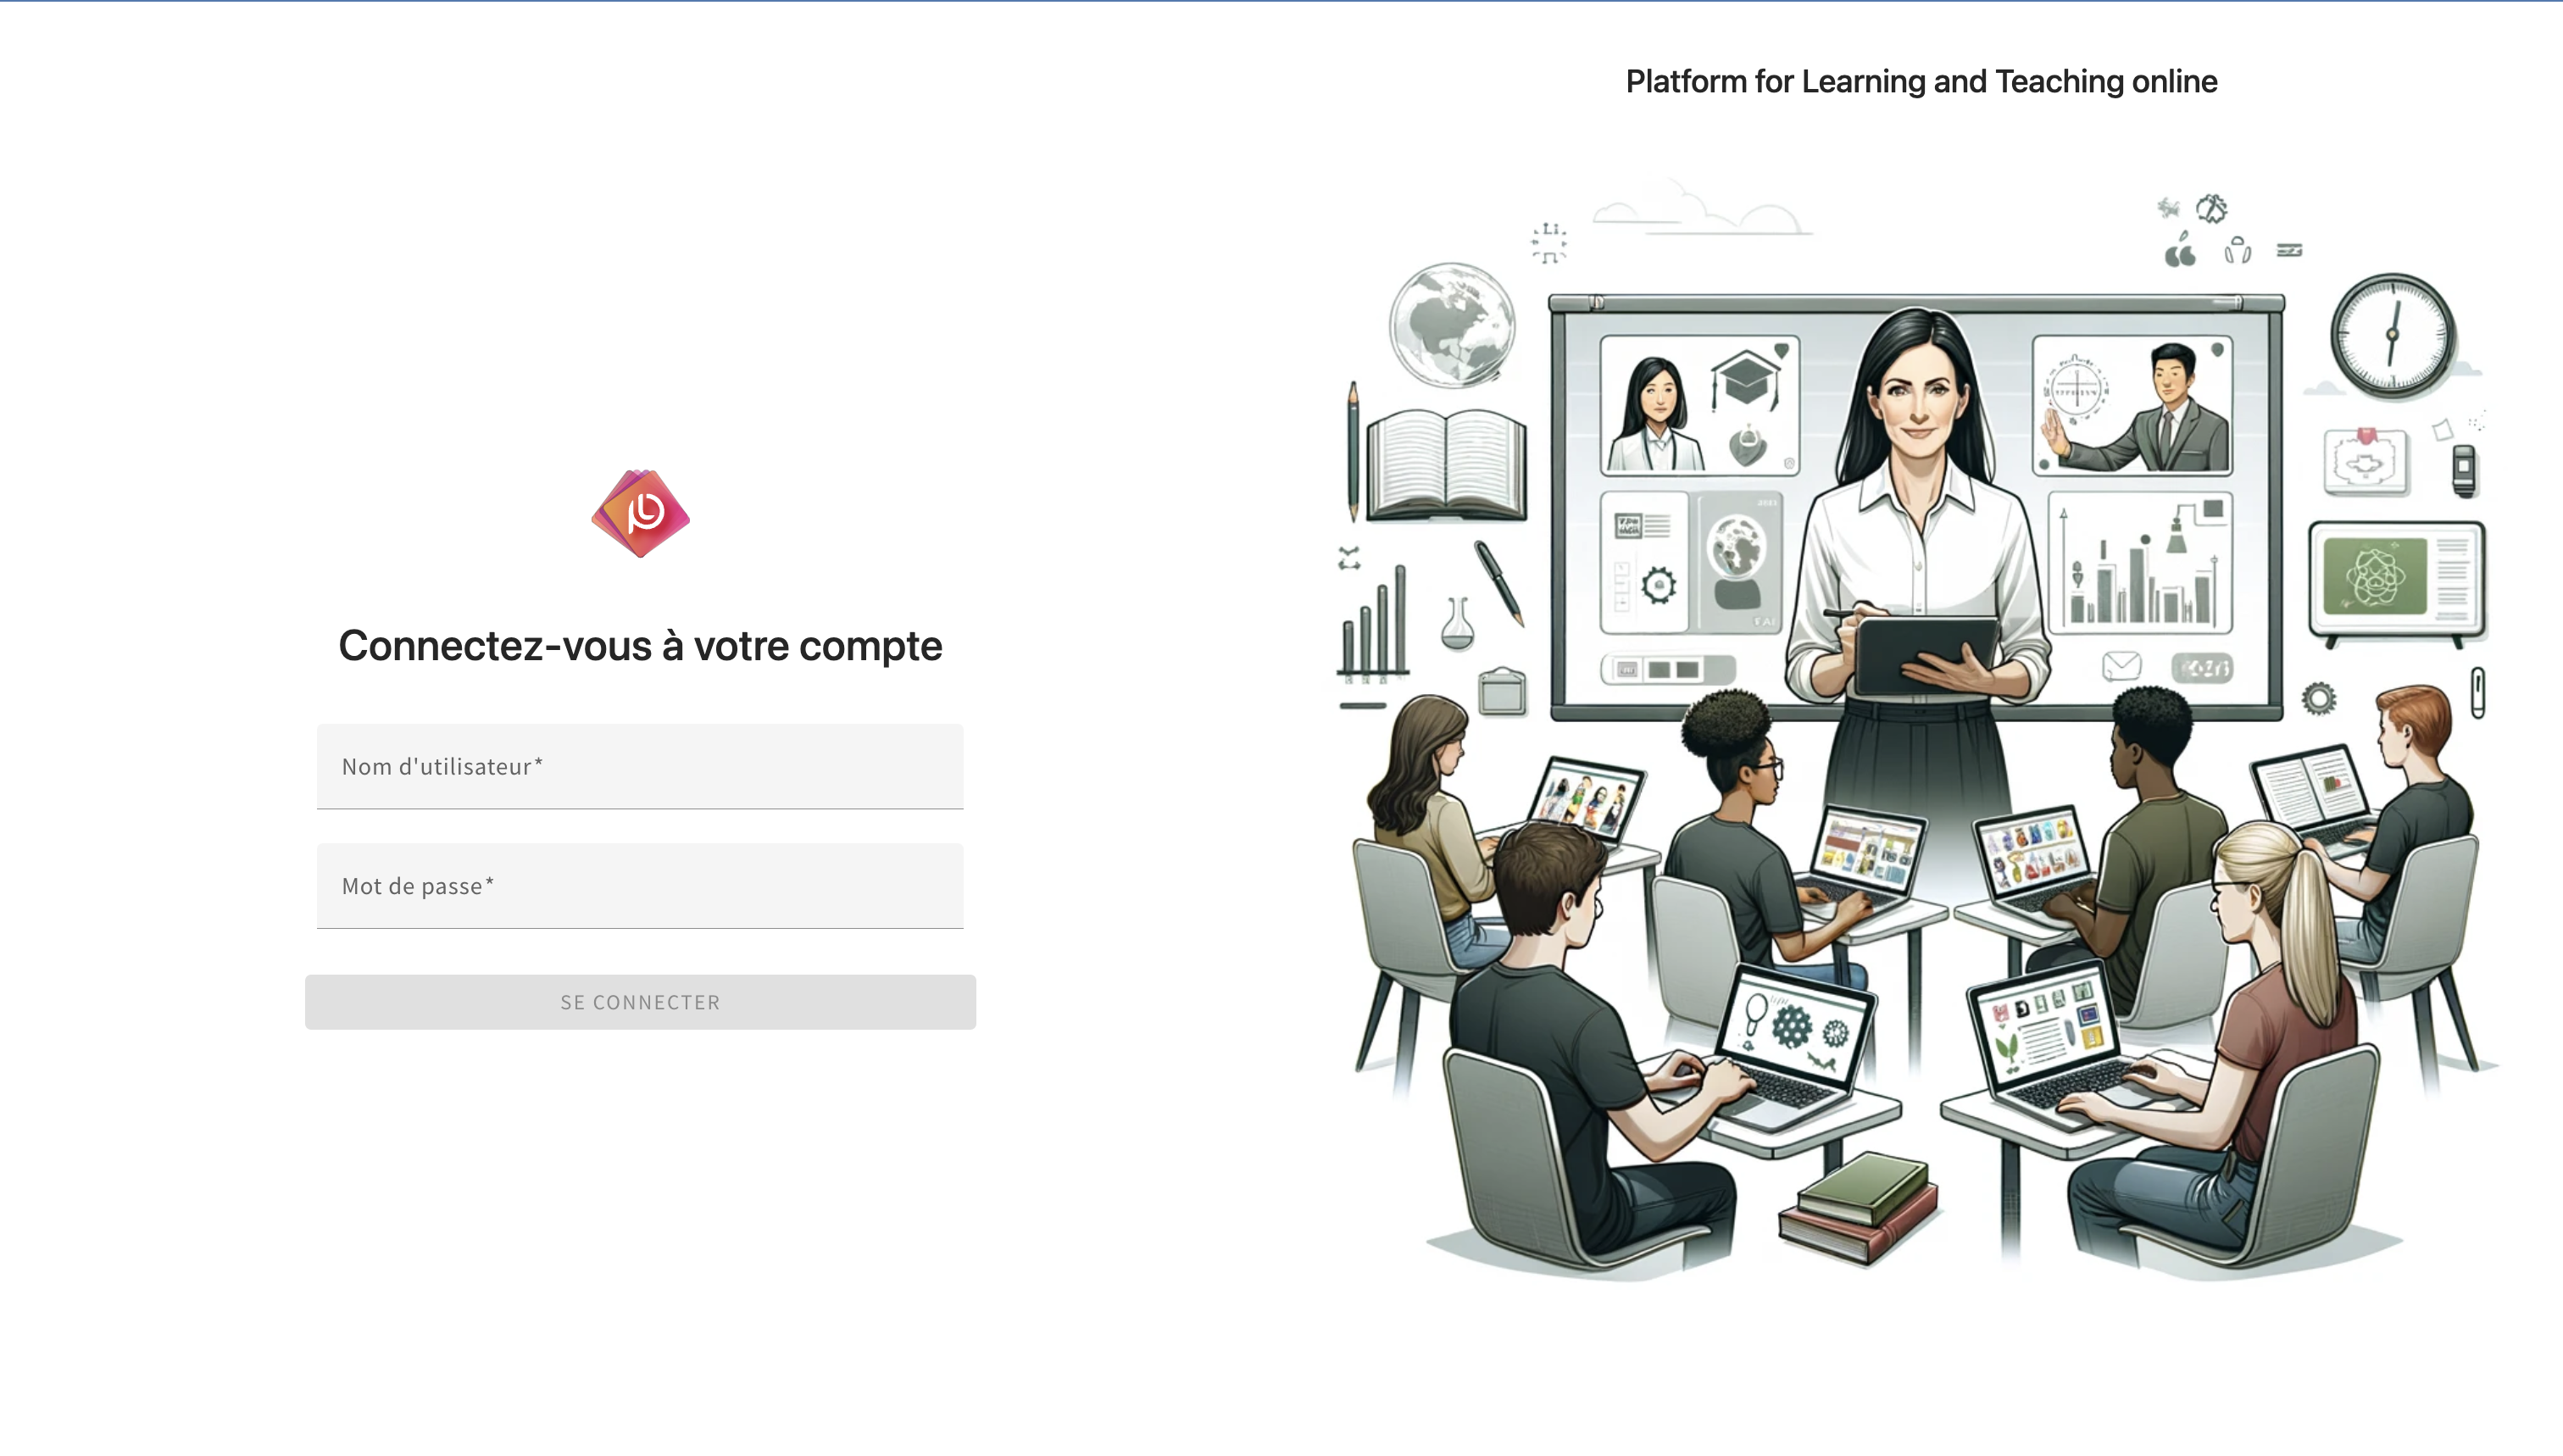 Platform for Learning and Teaching online
Connectez-vous à votre compte
Nom d'utilisateur*
Mot de passe*
SE CONNECTER